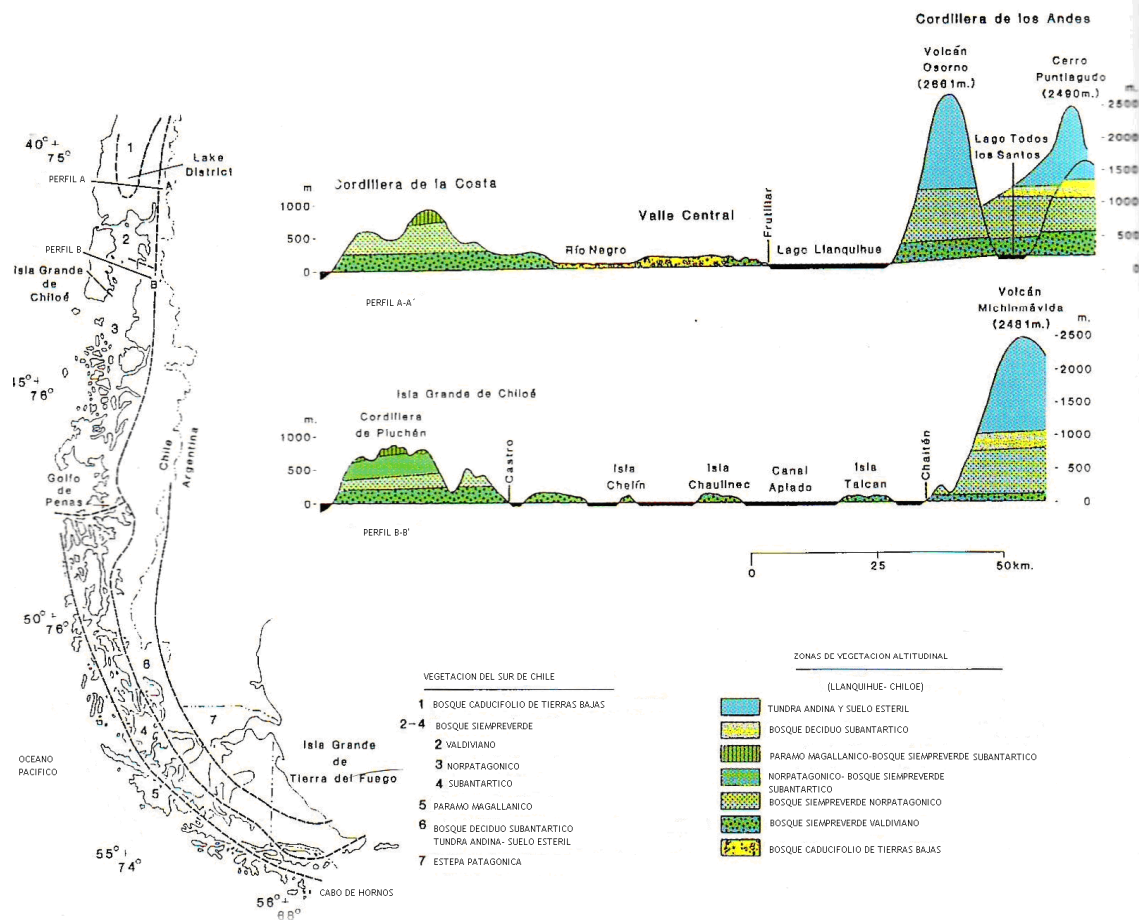 Cordillera de los Andes
Volcán
Osorno
(2661m.)
Cerro
Puntiagudo
(2490m.)
m.
2500
2000
1500
1000
500
0
Lago Todos
los Santos
Cordillera de la Costa
m
1000
500
0
Valle Central
Río Negro
Frutillar
Lago Llanquihue
PERFIL A-A´
40° +
75°
1
Lake
District
PERFIL A
A'
2
PERFIL B
B'
Isla Grande
de
Chiloé
3
45° +
76°
Chile
Argentina
Golfo
de
Penas
50° +
76°
6
7
4
5
OCEANO
PACIFICO
Isla Grande
de
Tierra del Fuego
55° +
74°
CABO DE HORNOS
56° +
68°
Volcán
Michinmávida
(2481m.)
m.
-2500
-2000
-1500
-1000
-500
0
Isla Grande de Chiloé
Cordillera
de Piuchén
m.
1000
500
0
Castro
Isla
Chelín
Isla
Chaulinec
Canal
Apiado
Isla
Talcan
Chaitén
PERFIL B-B'
0
25
50km.
VEGETACION DEL SUR DE CHILE
1 BOSQUE CADUCIFOLIO DE TIERRAS BAJAS
2-4 BOSQUE SIEMPREVERDE
2 VALDIVIANO
3 NORPATAGONICO
4 SUBANTARTICO
5 PARAMO MAGALLANICO
6 BOSQUE DECIDUO SUBANTARTICO
TUNDRA ANDINA- SUELO ESTERIL
7 ESTEPA PATAGONICA
ZONAS DE VEGETACION ALTITUDINAL
(LLANQUIHUE- CHILOE)
TUNDRA ANDINA Y SUELO ESTERIL
BOSQUE DECIDUO SUBANTARTICO
PARAMO MAGALLANICO-BOSQUE SIEMPREVERDE SUBANTARTICO
NORPATAGONICO- BOSQUE SIEMPREVERDE
SUBANTARTICO
BOSQUE SIEMPREVERDE NORPATAGONICO
BOSQUE SIEMPREVERDE VALDIVIANO
BOSQUE CADUCIFOLIO DE TIERRAS BAJAS